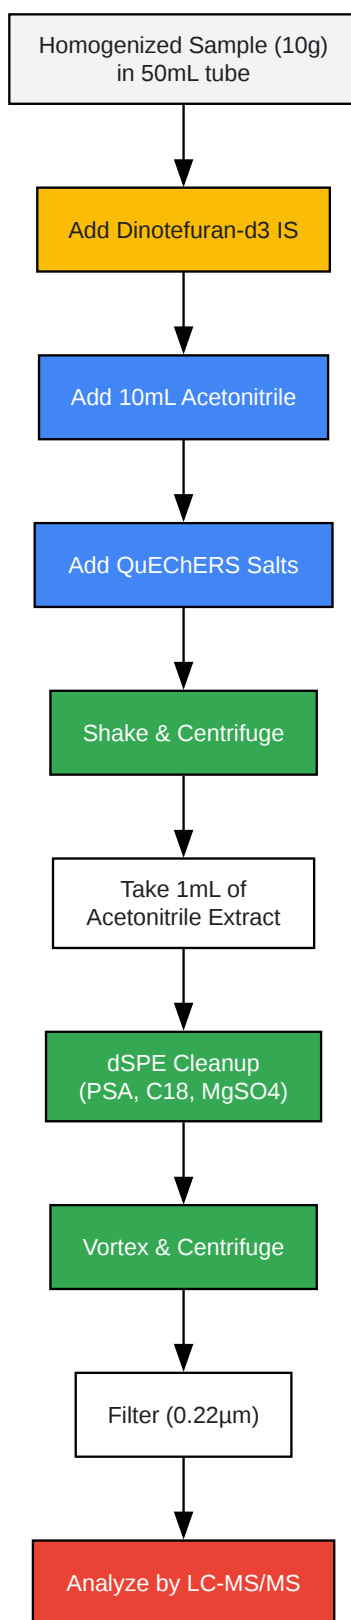 Homogenized Sample (10g)
in 50mL tube
Add Dinotefuran-d3 IS
Add 10mL Acetonitrile
Add QuEChERS Salts
Shake & Centrifuge
Take 1mL of
Acetonitrile Extract
dSPE Cleanup
(PSA, C18, MgSO4)
Vortex & Centrifuge
Filter (0.22µm)
Analyze by LC-MS/MS